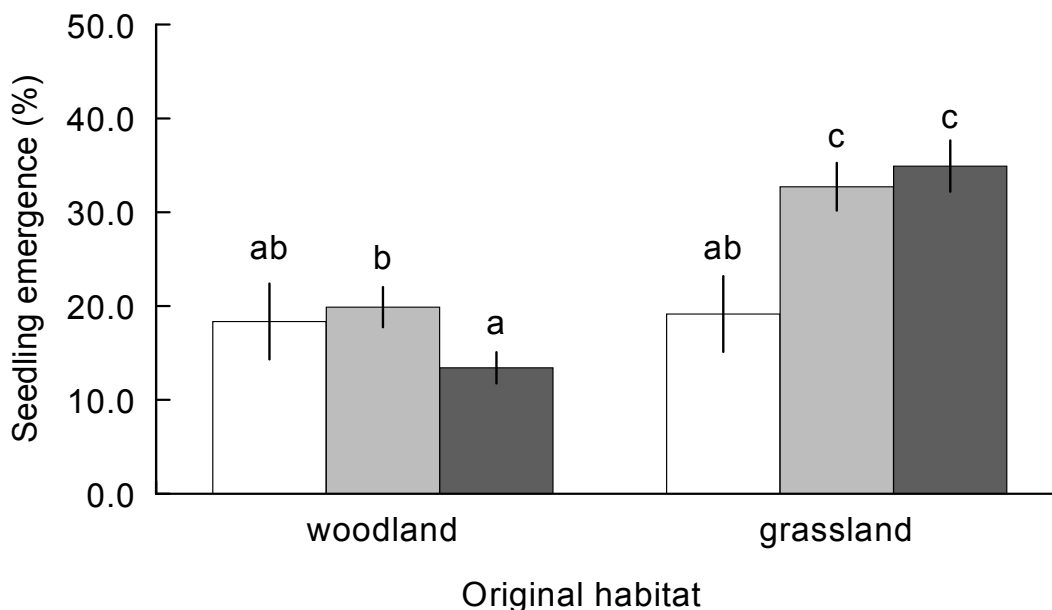 50.0
40.0
30.0
20.0
10.0
0.0
Seedling emergence (%)
ab
b
a
ab
c
c
woodland
grassland
Original habitat